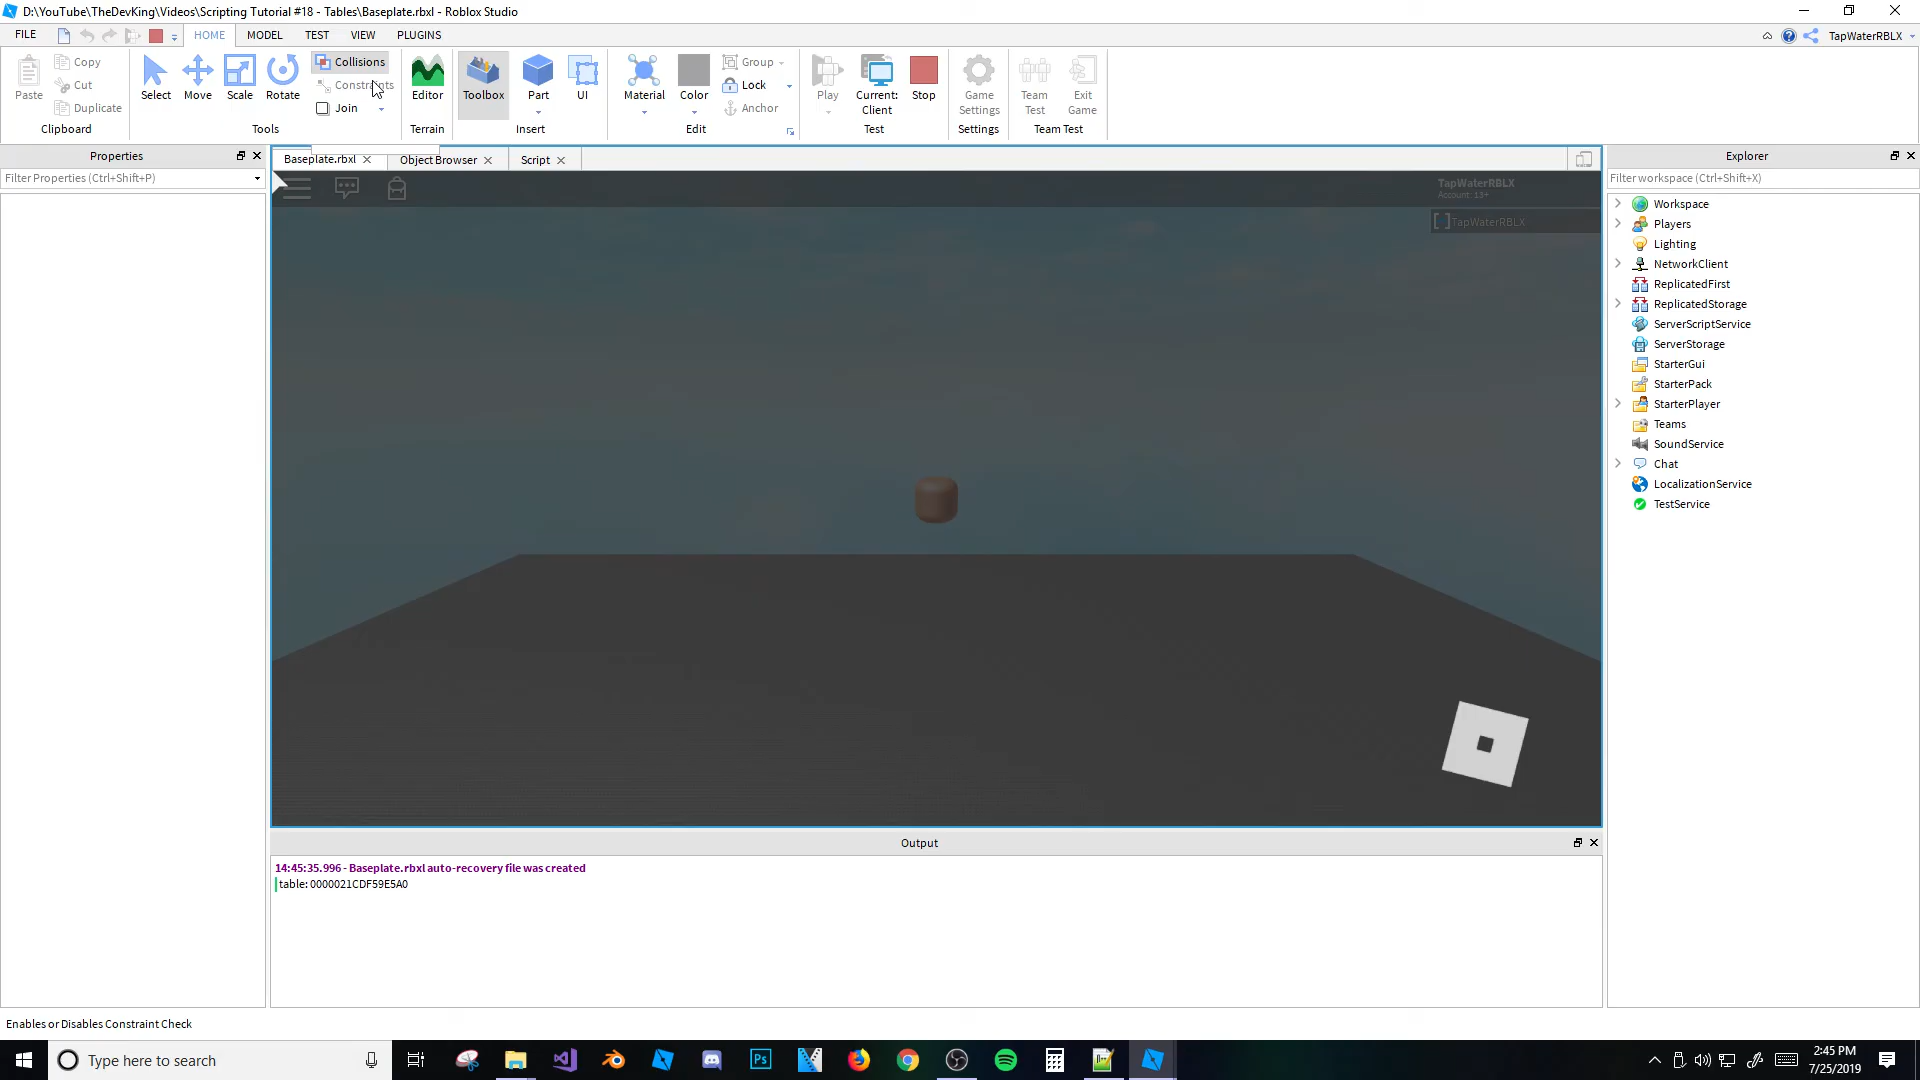 D:\YouTube\TheDevKing\Videos\Scripting Tutorial #18 - Tables\Baseplate.rbxl - Roblox Studio
FILE HOME MODEL TEST VIEW PLUGINS TapWaterRBLX
Paste Copy Cut Duplicate
Clipboard
Select Move Scale Rotate Collisions Constraints Join
Tools
Editor
Terrain
Toolbox Part UI
Insert
Material Color Group Lock Anchor
Edit
Play Current: Client Stop
Test
Game Settings
Settings
Team Test Exit Game
Team Test
Properties
Filter Properties (Ctrl+Shift+P)
Baseplate.rbxl Object Browser Script
TapWaterRBLX
Account: 13+
TapWaterRBLX
Explorer
Filter workspace (Ctrl+Shift+X)
Workspace
Players
Lighting
NetworkClient
ReplicatedFirst
ReplicatedStorage
ServerScriptService
ServerStorage
StarterGui
StarterPack
StarterPlayer
Teams
SoundService
Chat
LocalizationService
TestService
Output
14:45:35.996 - Baseplate.rbxl auto-recovery file was created
table: 0000021CDF59E5A0
Enables or Disables Constraint Check
Type here to search
Ps
2:45 PM
7/25/2019